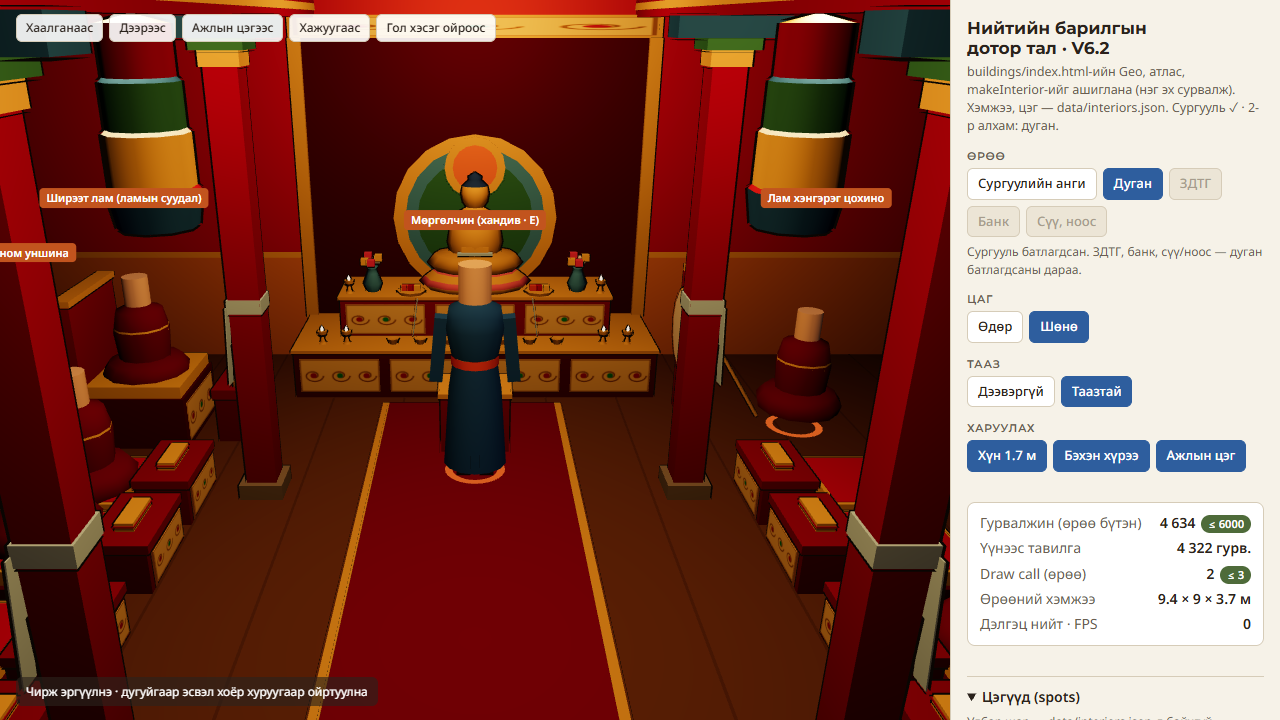 Хаалганаас
Дээрээс
Ажлын цэгээс
Хажуугаас
Гол хэсэг ойроос
Ширээт лам (ламын суудал)
Мөргөлчин (хандив · E)
Лам хэнгэрэг цохино
ном уншина
Чирж эргүүлнэ · дугуйгаар эсвэл хоёр хуруугаар ойртуулна
Нийтийн барилгын
дотор тал · V6.2
buildings/index.html-ийн Geo, атлас,
makeInterior-ийг ашиглана (нэг эх сурвалж).
Хэмжээ, цэг — data/interiors.json. Сургууль ✓ · 2-
р алхам: дуган.
ӨРӨӨ
Сургуулийн анги
Дуган
ЗДТГ
Банк
Сүү, ноос
Сургууль батлагдсан. ЗДТГ, банк, сүү/ноос — дуган
батлагдсаны дараа.
ЦАГ
Өдөр
Шөнө
ТААЗ
Дээвэргүй
Таазтай
ХАРУУЛАХ
Хүн 1.7 м
Бэхэн хүрээ
Ажлын цэг
Гурвалжин (өрөө бүтэн) 4 634 ≤ 6000
Үүнээс тавилга 4 322 гурв.
Draw call (өрөө) 2 ≤ 3
Өрөөний хэмжээ 9.4 × 9 × 3.7 м
Дэлгэц нийт · FPS 0
▼ Цэгүүд (spots)